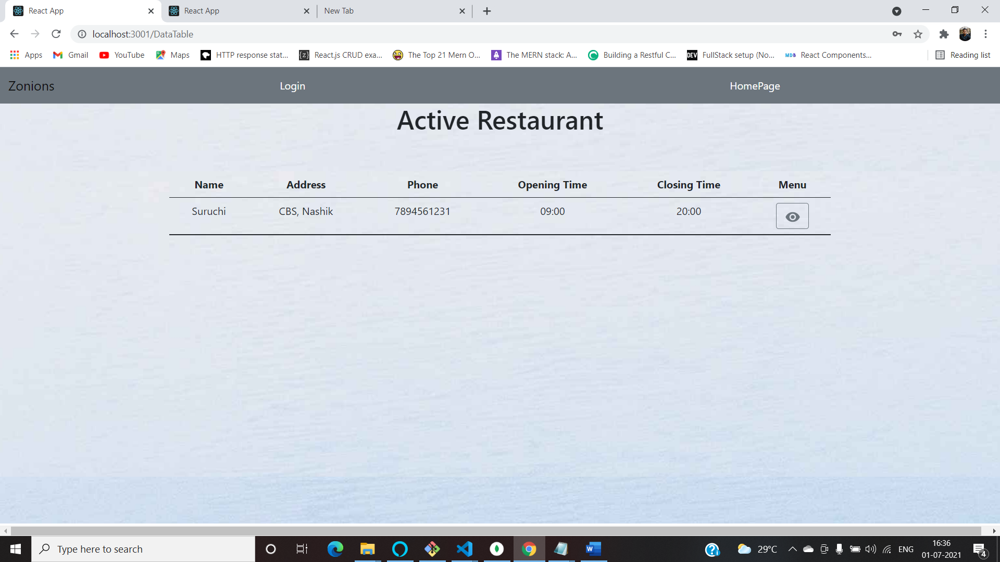 React App
React App
New Tab
localhost:3001/DataTable
Apps
Gmail
YouTube
Maps
HTTP response stat...
{z} React.js CRUD exa...
The Top 21 Mern O...
The MERN stack: A...
Building a Restful C...
DEV FullStack setup (No...
MDB React Components...
Reading list
Zonions
Login
HomePage
Active Restaurant
Name Address Phone Opening Time Closing Time Menu
Suruchi CBS, Nashik 7894561231 09:00 20:00
Type here to search
29°C
ENG
16:36
01-07-2021
4